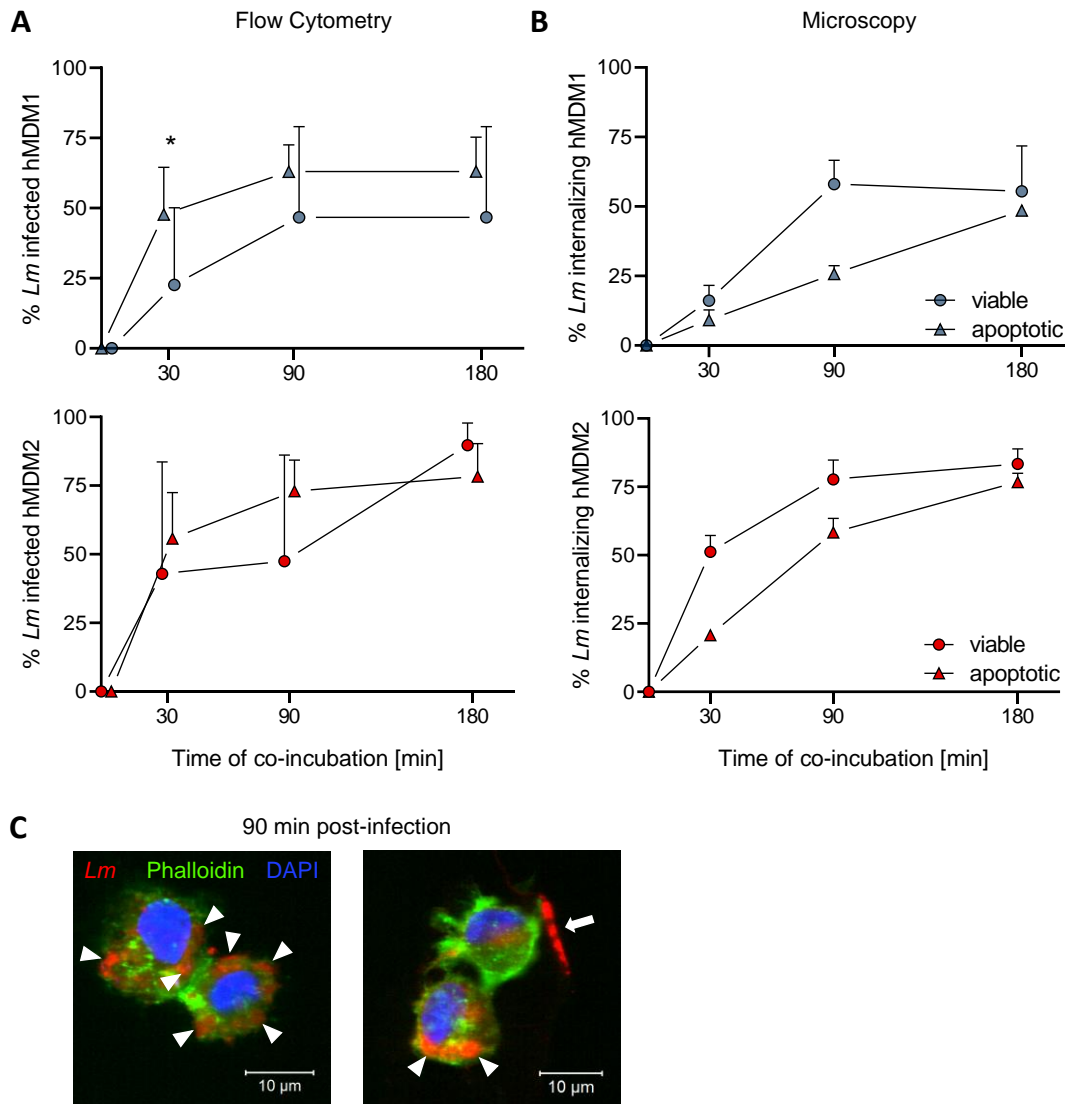 A
Flow Cytometry
% Lm infected hMDM1
100
75
50
25
0
*
30
90
180
% Lm infected hMDM2
100
75
50
25
0
30
90
180
Time of co-incubation [min]
B
Microscopy
% Lm internalizing hMDM1
100
75
50
25
0
viable
apoptotic
30
90
180
% Lm internalizing hMDM2
100
75
50
25
0
viable
apoptotic
30
90
180
Time of co-incubation [min]
C
90 min post-infection
Lm Phalloidin DAPI
10 µm
10 µm